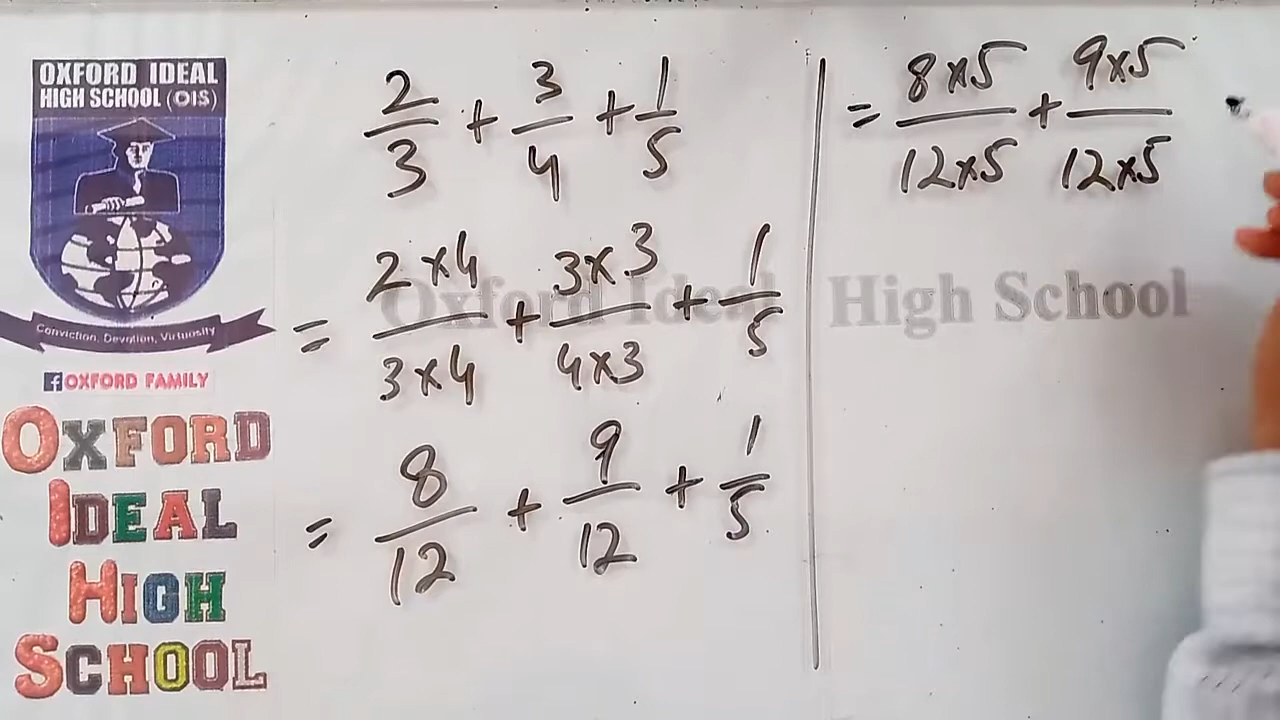 OXFORD IDEAL
HIGH SCHOOL (OIS)
Conviction, Devotion, Virtuosity
f OXFORD FAMILY
OXFORD
IDEAL
HIGH
SCHOOL
Oxford Ideal High School
2/3 + 3/4 + 1/5
= 2×4/3×4 + 3×3/4×3 + 1/5
= 8/12 + 9/12 + 1/5
= 8×5/12×5 + 9×5/12×5